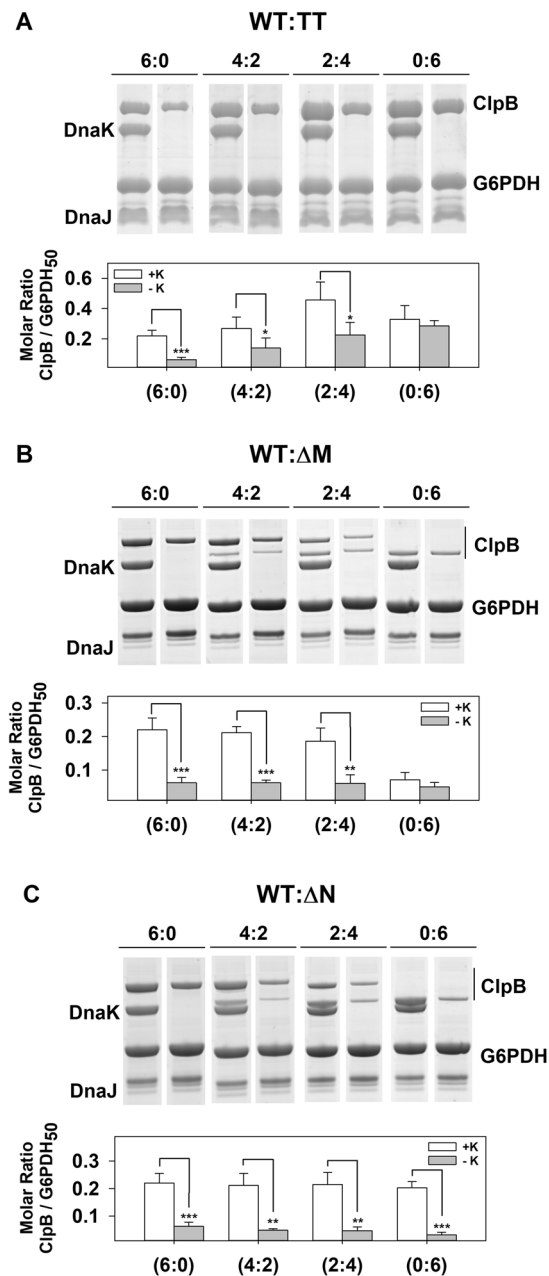 A
WT:TT
6:0 4:2 2:4 0:6
ClpB
DnaK
G6PDH
DnaJ
Molar Ratio
ClpB / G6PDH50
0.6
0.4
0.2
+K
- K
*** * *
(6:0) (4:2) (2:4) (0:6)
B
WT:ΔM
6:0 4:2 2:4 0:6
ClpB
DnaK
G6PDH
DnaJ
Molar Ratio
ClpB / G6PDH50
0.3
0.2
0.1
+K
- K
*** *** **
(6:0) (4:2) (2:4) (0:6)
C
WT:ΔN
6:0 4:2 2:4 0:6
ClpB
DnaK
G6PDH
DnaJ
Molar Ratio
ClpB / G6PDH50
0.3
0.2
0.1
+K
- K
*** ** ** ***
(6:0) (4:2) (2:4) (0:6)